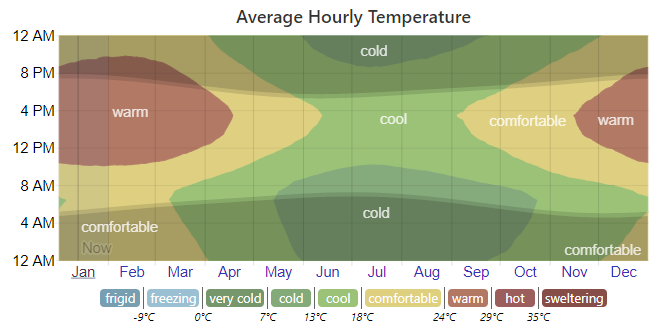 Average Hourly Temperature
12 AM
8 PM
4 PM
12 PM
8 AM
4 AM
12 AM
cold
warm
cool
comfortable
warm
cold
comfortable
Now
comfortable
Jan Feb Mar Apr May Jun Jul Aug Sep Oct Nov Dec
frigid freezing very cold cold cool comfortable warm hot sweltering
-9°C 0°C 7°C 13°C 18°C 24°C 29°C 35°C